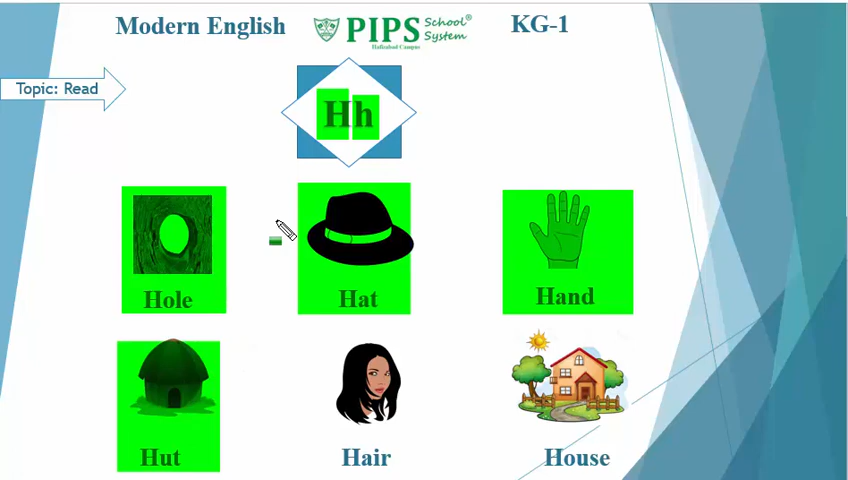 Modern English
PIPS School System®
Hafizabad Campus
KG-1
Topic: Read
Hh
Hole
Hat
Hand
Hut
Hair
House